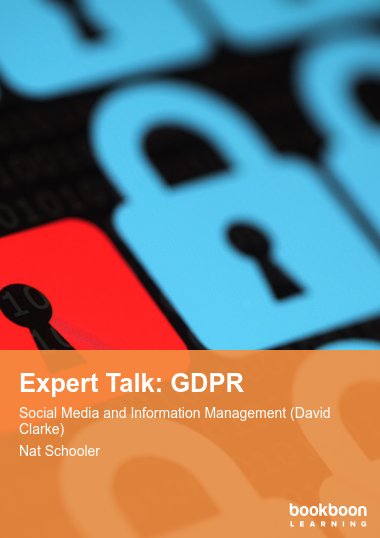 Expert Talk: GDPR
Social Media and Information Management (David
Clarke)
Nat Schooler
bookboon
LEARNING